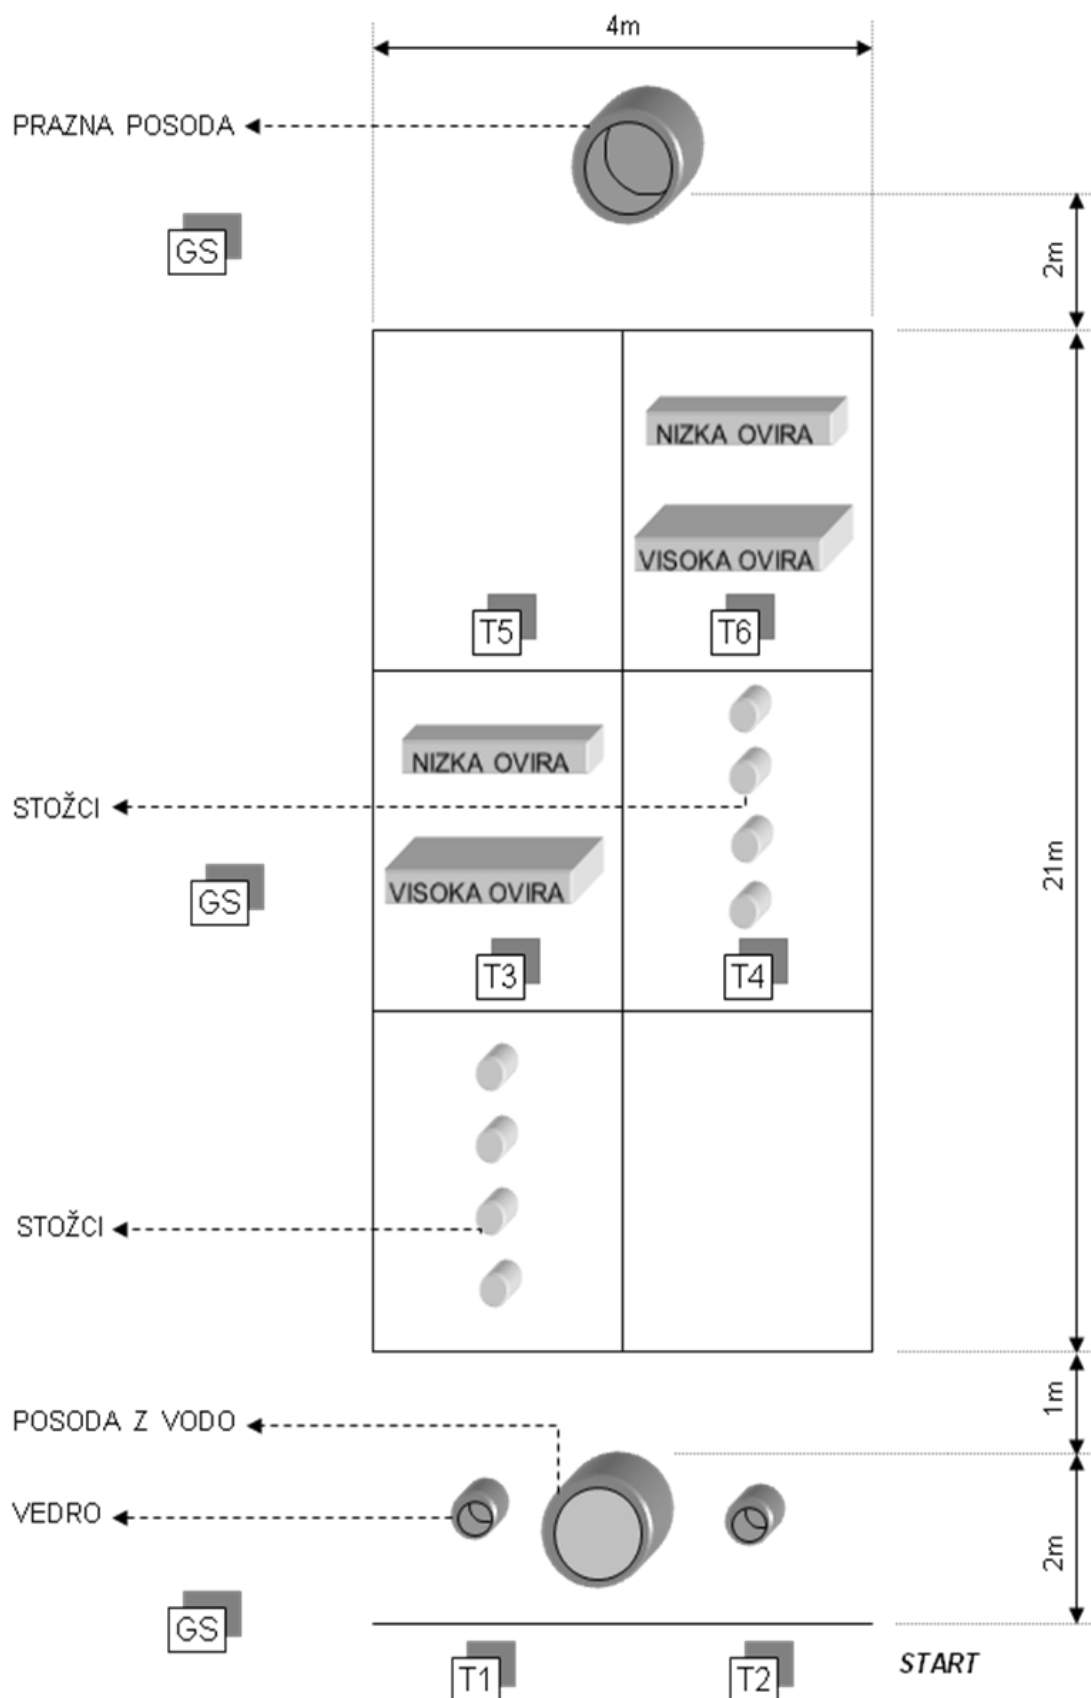 4m
PRAZNA POSODA
GS
2m
NIZKA OVIRA
VISOKA OVIRA
T5
T6
NIZKA OVIRA
STOŽCI
21m
VISOKA OVIRA
GS
T3
T4
STOŽCI
1m
POSODA Z VODO
VEDRO
2m
GS
START
T1
T2